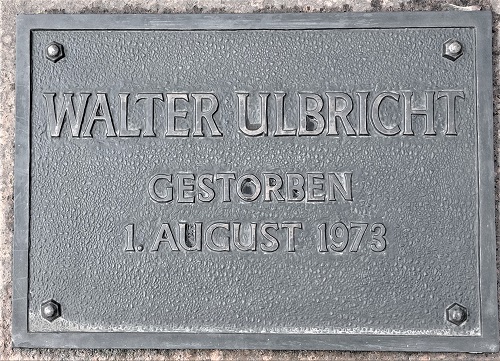 WALTER ULBRICHT
GESTORBEN
1. AUGUST 1973